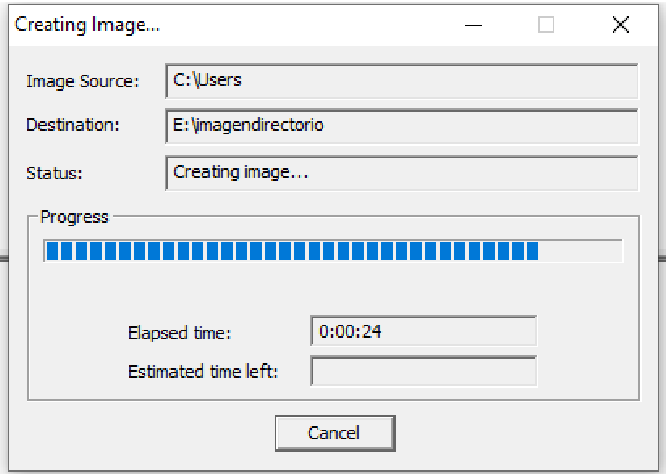 Creating Image...
Image Source: C:\Users
Destination: E:\imagendirectorio
Status: Creating image...
Progress
Elapsed time: 0:00:24
Estimated time left:
Cancel